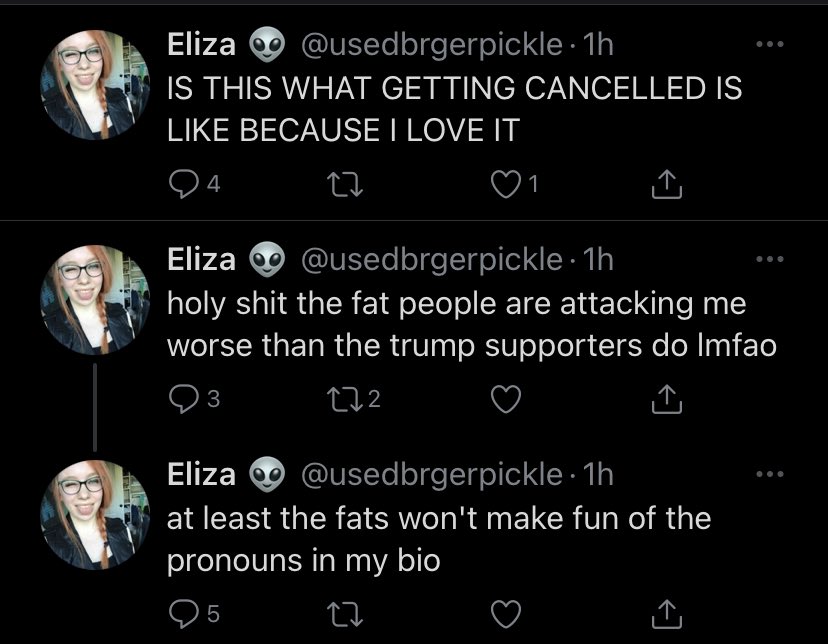 Eliza 👽 @usedbrgerpickle · 1h
IS THIS WHAT GETTING CANCELLED IS
LIKE BECAUSE I LOVE IT
4 1
Eliza 👽 @usedbrgerpickle · 1h
holy shit the fat people are attacking me
worse than the trump supporters do lmfao
3 2
Eliza 👽 @usedbrgerpickle · 1h
at least the fats won't make fun of the
pronouns in my bio
5